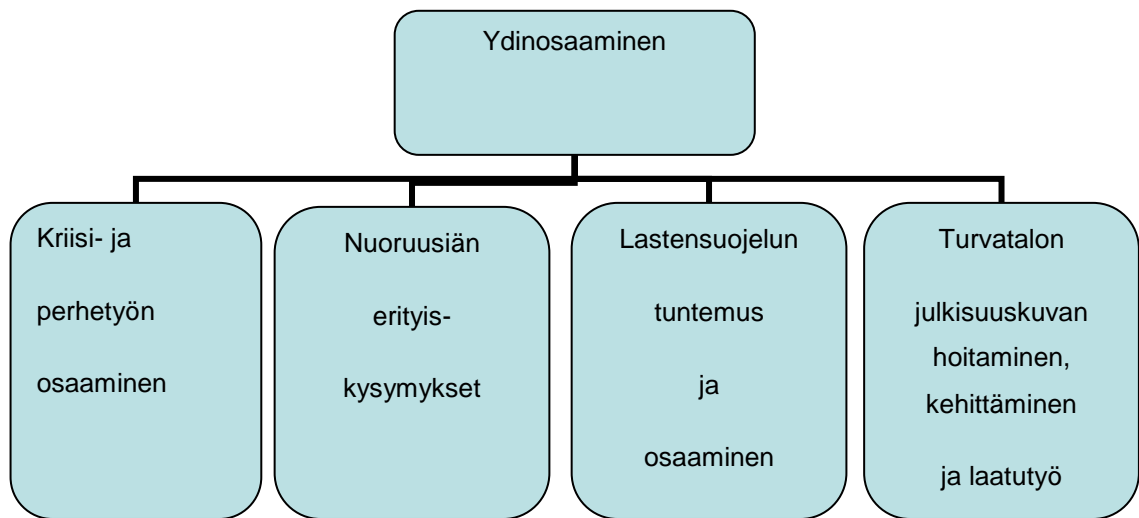 Ydinosaaminen
Kriisi- ja
perhetyön
osaaminen
Nuoruusiän
erityis-
kysymykset
Lastensuojelun
tuntemus
ja
osaaminen
Turvatalon
julkisuuskuvan
hoitaminen,
kehittäminen
ja laatutyö